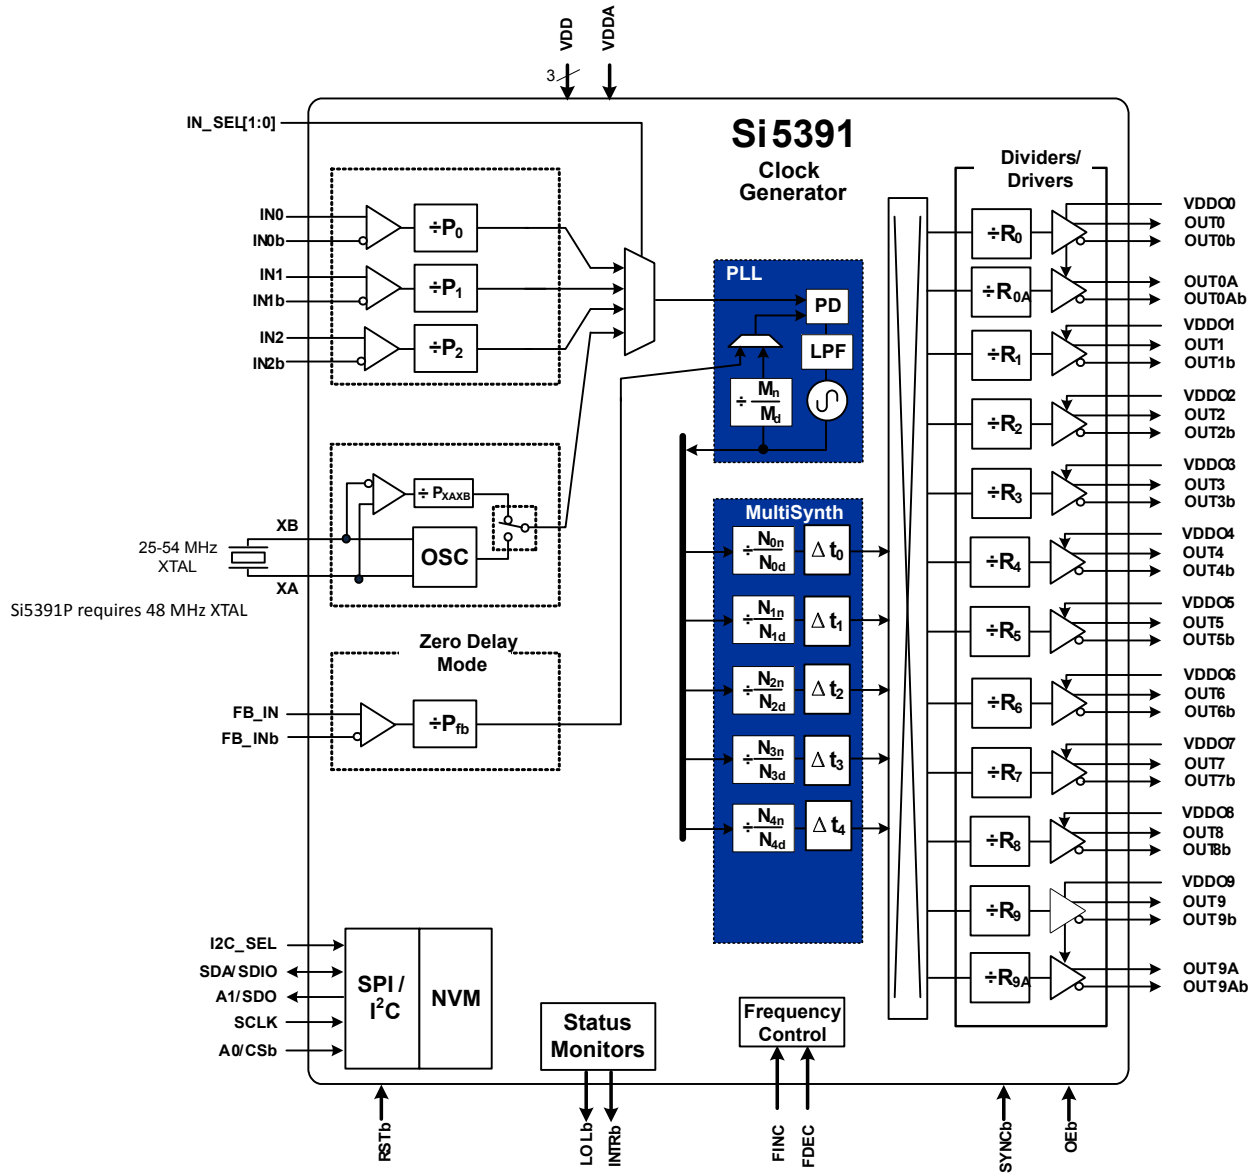 VDD
VDDA
3
IN_SEL[1:0]
Si5391
Clock
Generator
Dividers/
Drivers
IN0
IN0b
÷P0
IN1
IN1b
÷P1
IN2
IN2b
÷P2
PLL
PD
LPF
÷ Mn
Md
XB
XA
25-54 MHz
XTAL
Si5391P requires 48 MHz XTAL
÷ PXAXB
OSC
Zero Delay
Mode
FB_IN
FB_INb
÷Pfb
MultiSynth
÷N0n
N0d
Δ t0
÷N1n
N1d
Δ t1
÷N2n
N2d
Δ t2
÷N3n
N3d
Δ t3
÷N4n
N4d
Δ t4
÷R0
VDDO0
OUT0
OUT0b
÷R0A
OUT0A
OUT0Ab
÷R1
VDDO1
OUT1
OUT1b
÷R2
VDDO2
OUT2
OUT2b
÷R3
VDDO3
OUT3
OUT3b
÷R4
VDDO4
OUT4
OUT4b
÷R5
VDDO5
OUT5
OUT5b
÷R6
VDDO6
OUT6
OUT6b
÷R7
VDDO7
OUT7
OUT7b
÷R8
VDDO8
OUT8
OUT8b
÷R9
VDDO9
OUT9
OUT9b
÷R9A
OUT9A
OUT9Ab
I2C_SEL
SDA/SDIO
A1/SDO
SCLK
A0/CSb
SPI /
I2C
NVM
Status
Monitors
Frequency
Control
RSTb
LOLb
INTRb
FINC
FDEC
SYNCb
OEb